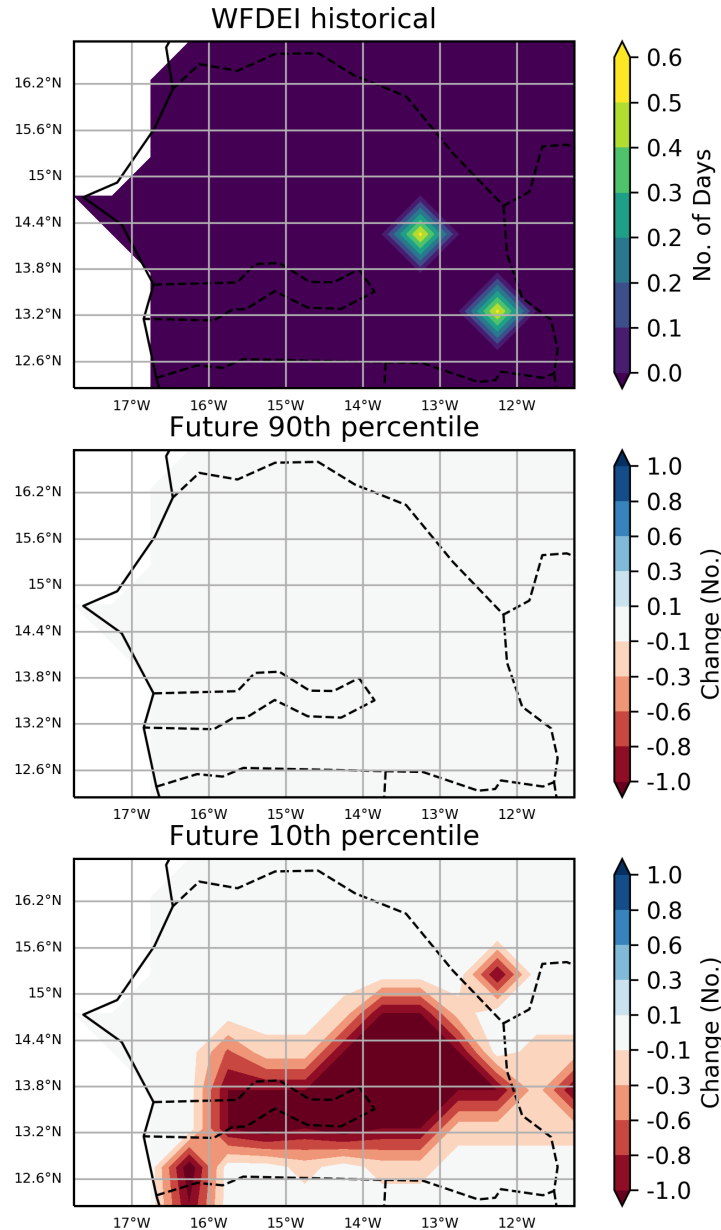 WFDEI historical
16.2°N
15.6°N
15°N
14.4°N
13.8°N
13.2°N
12.6°N
17°W 16°W 15°W 14°W 13°W 12°W
0.6
0.5
0.4
0.3
0.2
0.2
0.1
0.0
No. of Days
Future 90th percentile
16.2°N
15.6°N
15°N
14.4°N
13.8°N
13.2°N
12.6°N
17°W 16°W 15°W 14°W 13°W 12°W
1.0
0.8
0.6
0.3
0.1
-0.1
-0.3
-0.6
-0.8
-1.0
Change (No.)
Future 10th percentile
16.2°N
15.6°N
15°N
14.4°N
13.8°N
13.2°N
12.6°N
17°W 16°W 15°W 14°W 13°W 12°W
1.0
0.8
0.6
0.3
0.1
-0.1
-0.3
-0.6
-0.8
-1.0
Change (No.)